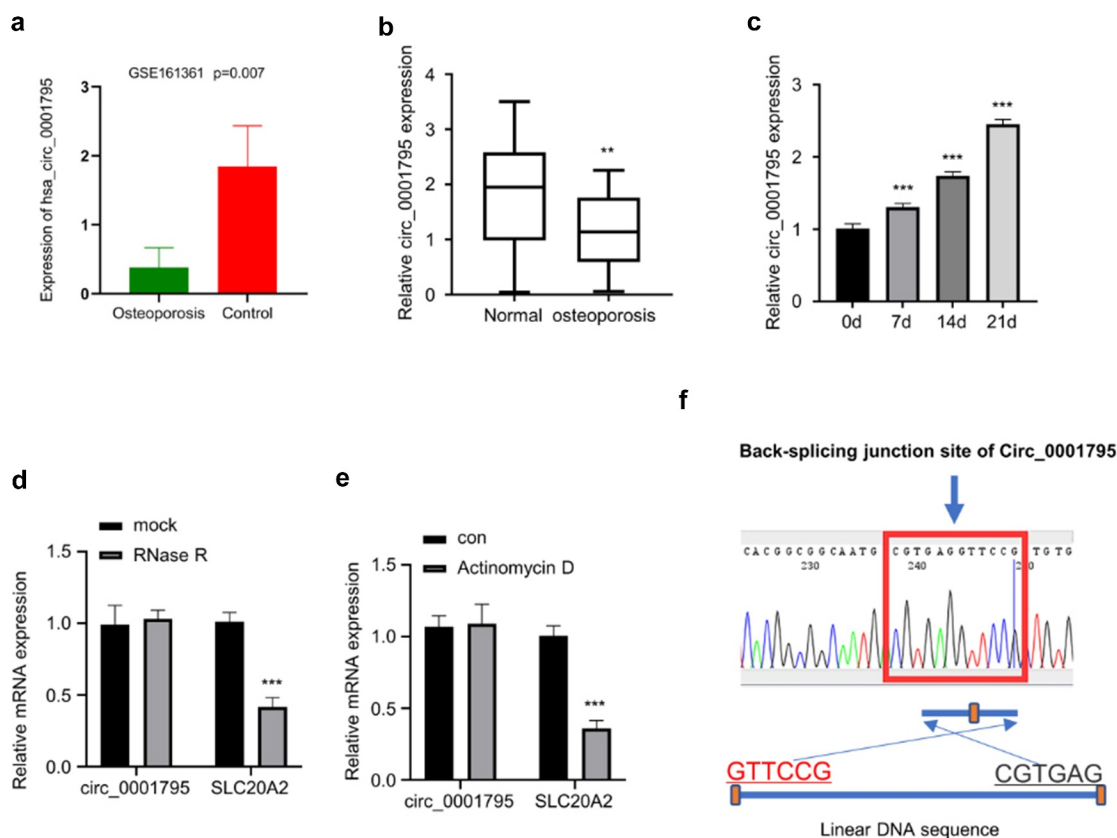 a
GSE161361 p=0.007
Expression of hsa_circ_0001795
3
2
1
0
Osteoporosis Control
b
Relative circ_0001795 expression
4
3
2
1
0
**
Normal osteoporosis
c
Relative circ_0001795 expression
3
2
1
0
***
***
***
0d 7d 14d 21d
d
mock
RNase R
Relative mRNA expression
1.5
1.0
0.5
0.0
***
circ_0001795 SLC20A2
e
con
Actinomycin D
Relative mRNA expression
1.5
1.0
0.5
0.0
***
circ_0001795 SLC20A2
f
Back-splicing junction site of Circ_0001795
CACGGCGGCAATG CGTGAGGTTCCG TGTG
230 240
GTTCCG CGTGAG
Linear DNA sequence